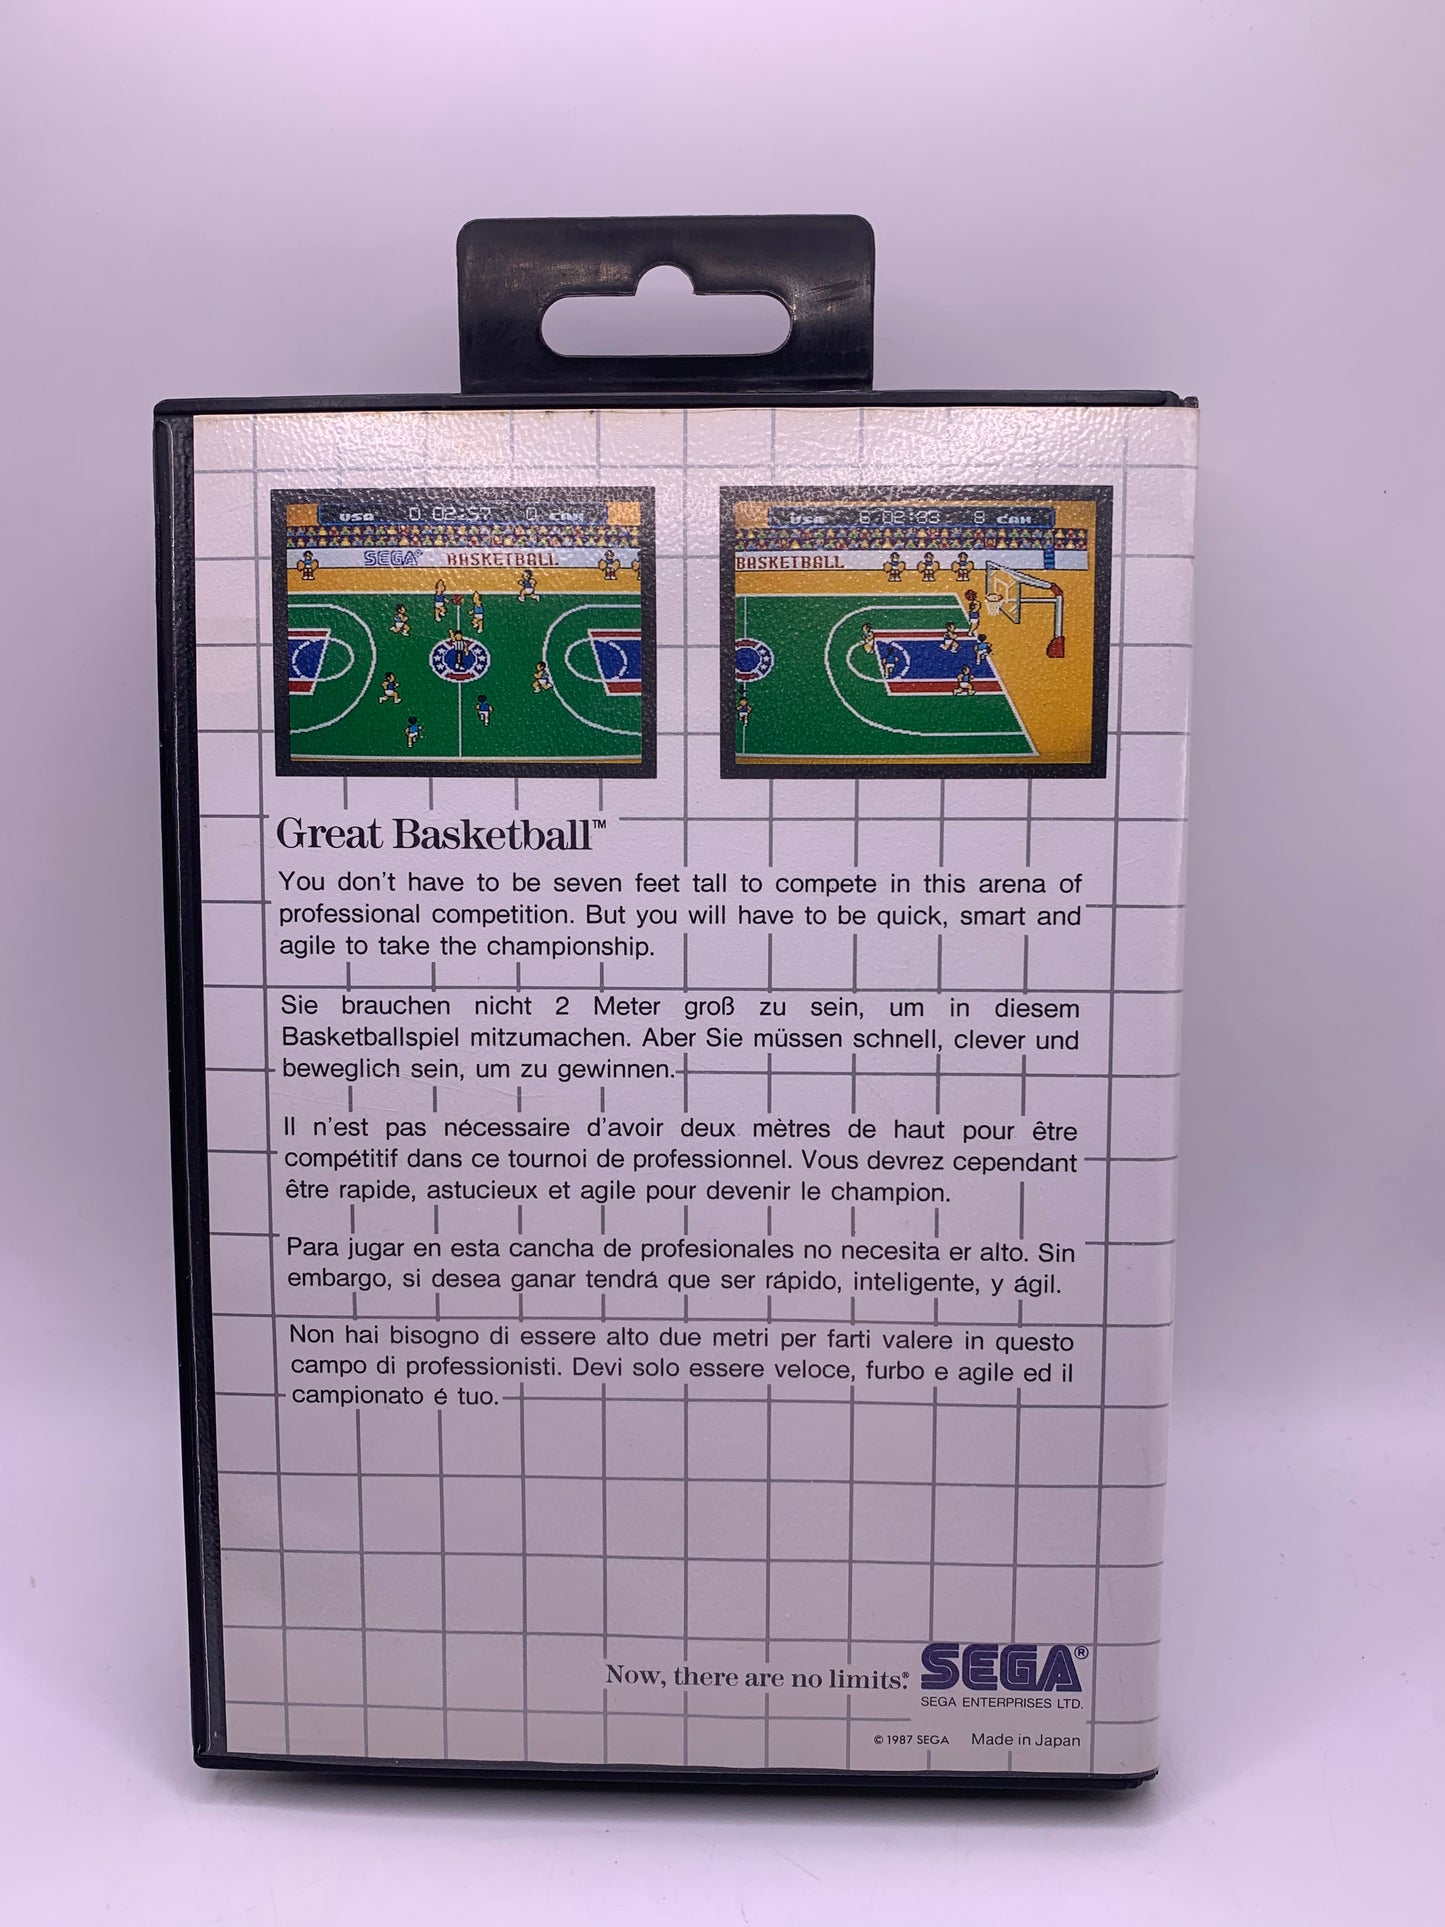 USA 0 02:57 0 CAN
SEGA® BASKETBALL
USA 6 02:33 8 CAN
BASKETBALL
Great Basketball™
You don't have to be seven feet tall to compete in this arena of
professional competition. But you will have to be quick, smart and
agile to take the championship.
Sie brauchen nicht 2 Meter groß zu sein, um in diesem
Basketballspiel mitzumachen. Aber Sie müssen schnell, clever und
beweglich sein, um zu gewinnen.
Il n'est pas nécessaire d'avoir deux mètres de haut pour être
compétitif dans ce tournoi de professionnel. Vous devrez cependant
être rapide, astucieux et agile pour devenir le champion.
Para jugar en esta cancha de profesionales no necesita er alto. Sin
embargo, si desea ganar tendrá que ser rápido, inteligente, y ágil.
Non hai bisogno di essere alto due metri per farti valere in questo
campo di professionisti. Devi solo essere veloce, furbo e agile ed il
campionato é tuo.
Now, there are no limits.® SEGA®
SEGA ENTERPRISES LTD.
© 1987 SEGA Made in Japan